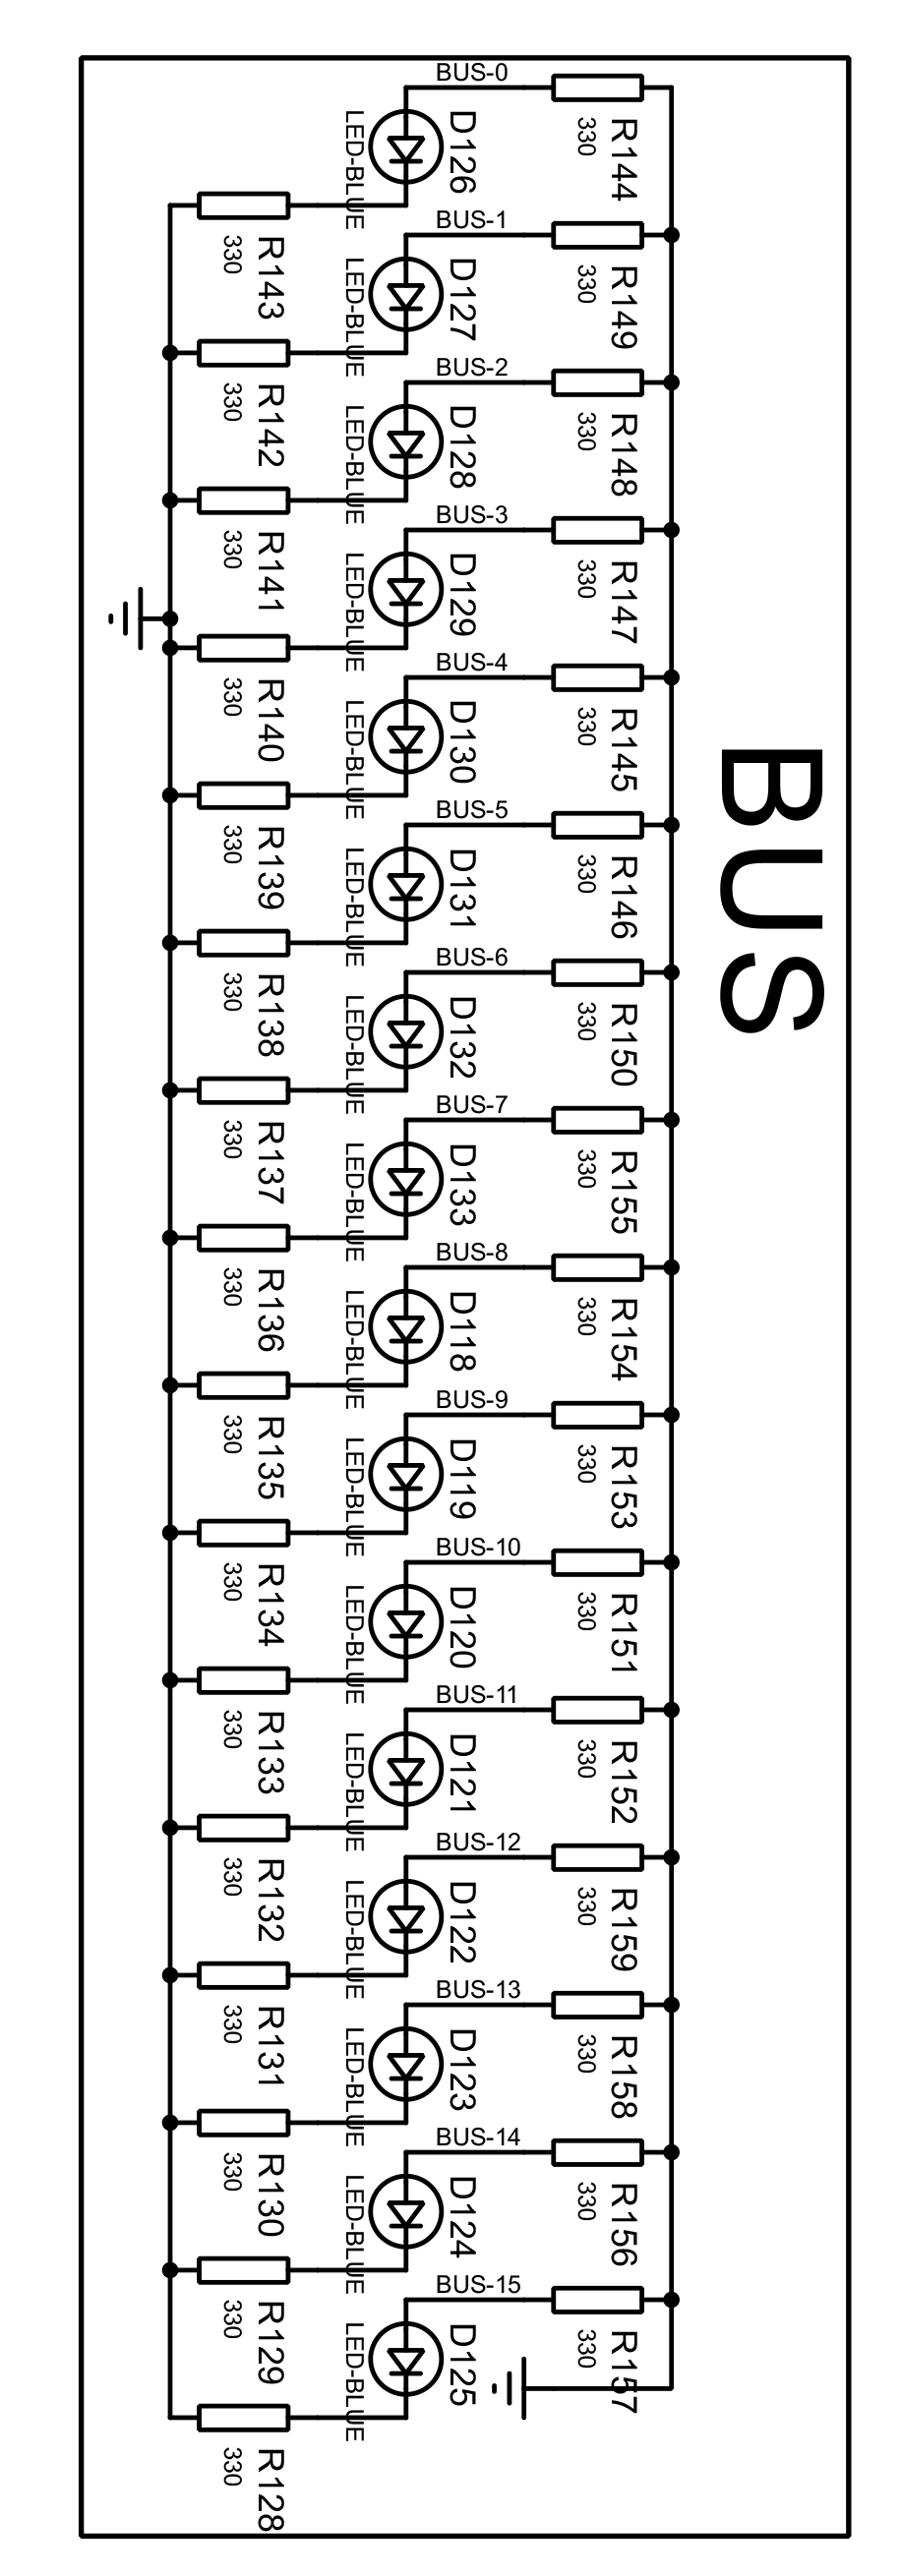 BUS
BUS-0
D126
LED-BLUE
R144
330
R143
330
BUS-1
D127
LED-BLUE
R149
330
R142
330
BUS-2
D128
LED-BLUE
R148
330
R141
330
BUS-3
D129
LED-BLUE
R147
330
R140
330
BUS-4
D130
LED-BLUE
R145
330
R139
330
BUS-5
D131
LED-BLUE
R146
330
R138
330
BUS-6
D132
LED-BLUE
R150
330
R137
330
BUS-7
D133
LED-BLUE
R155
330
R136
330
BUS-8
D118
LED-BLUE
R154
330
R135
330
BUS-9
D119
LED-BLUE
R153
330
R134
330
BUS-10
D120
LED-BLUE
R151
330
R133
330
BUS-11
D121
LED-BLUE
R152
330
R132
330
BUS-12
D122
LED-BLUE
R159
330
R131
330
BUS-13
D123
LED-BLUE
R158
330
R130
330
BUS-14
D124
LED-BLUE
R156
330
R129
330
BUS-15
D125
LED-BLUE
R157
330
R128
330